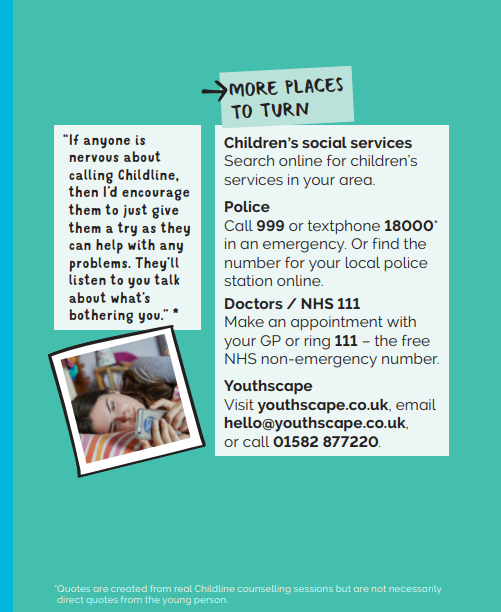 MORE PLACES
TO TURN
"If anyone is
nervous about
calling Childline,
then I'd encourage
them to just give
them a try as they
can help with any
problems. They'll
listen to you talk
about what's
bothering you." *
Children's social services
Search online for children's
services in your area.
Police
Call 999 or textphone 18000*
in an emergency. Or find the
number for your local police
station online.
Doctors / NHS 111
Make an appointment with
your GP or ring 111 – the free
NHS non-emergency number.
Youthscape
Visit youthscape.co.uk, email
hello@youthscape.co.uk,
or call 01582 877220.
*Quotes are created from real Childline counselling sessions but are not necessarily
direct quotes from the young person.